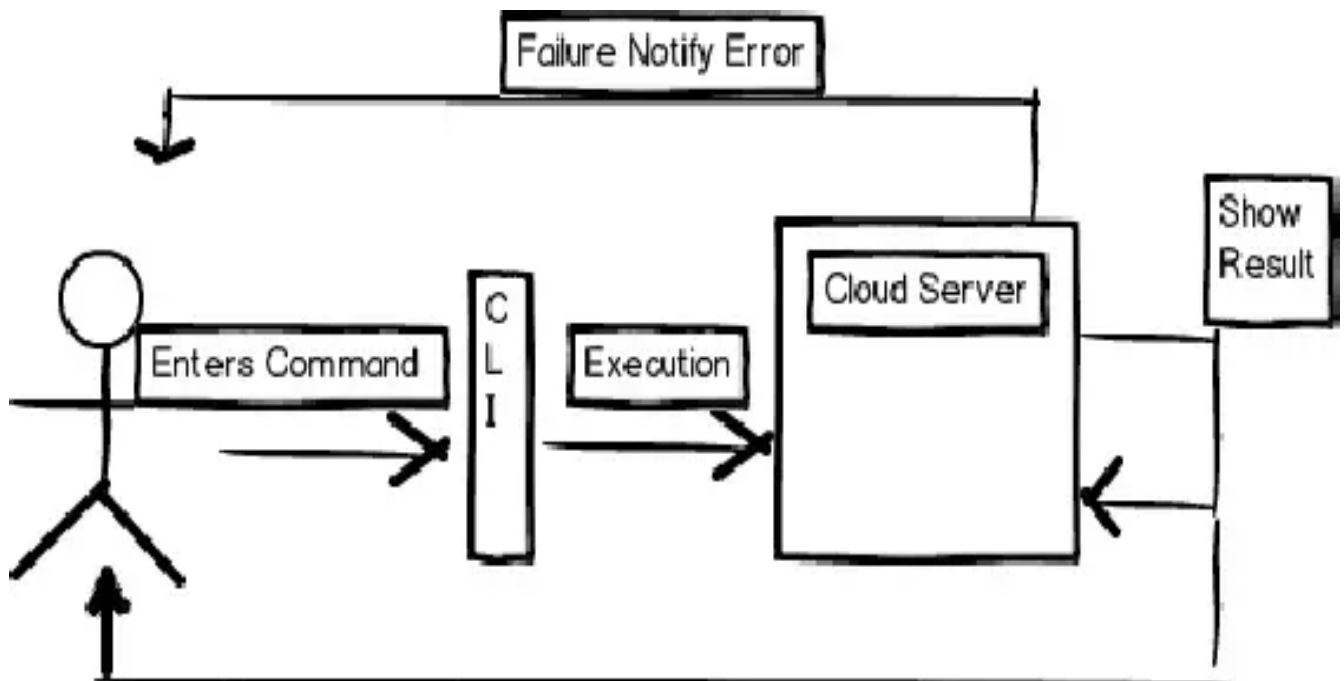 Failure Notify Error
Show
Result
Cloud Server
C
L
I
Enters Command
Execution